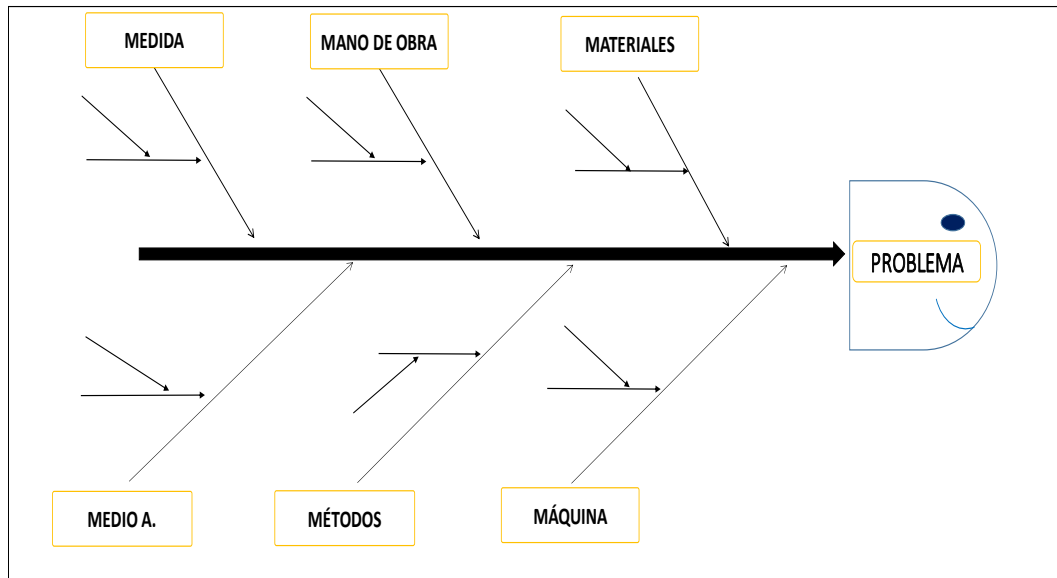 MEDIDA
MANO DE OBRA
MATERIALES
PROBLEMA
MEDIO A.
MÉTODOS
MÁQUINA